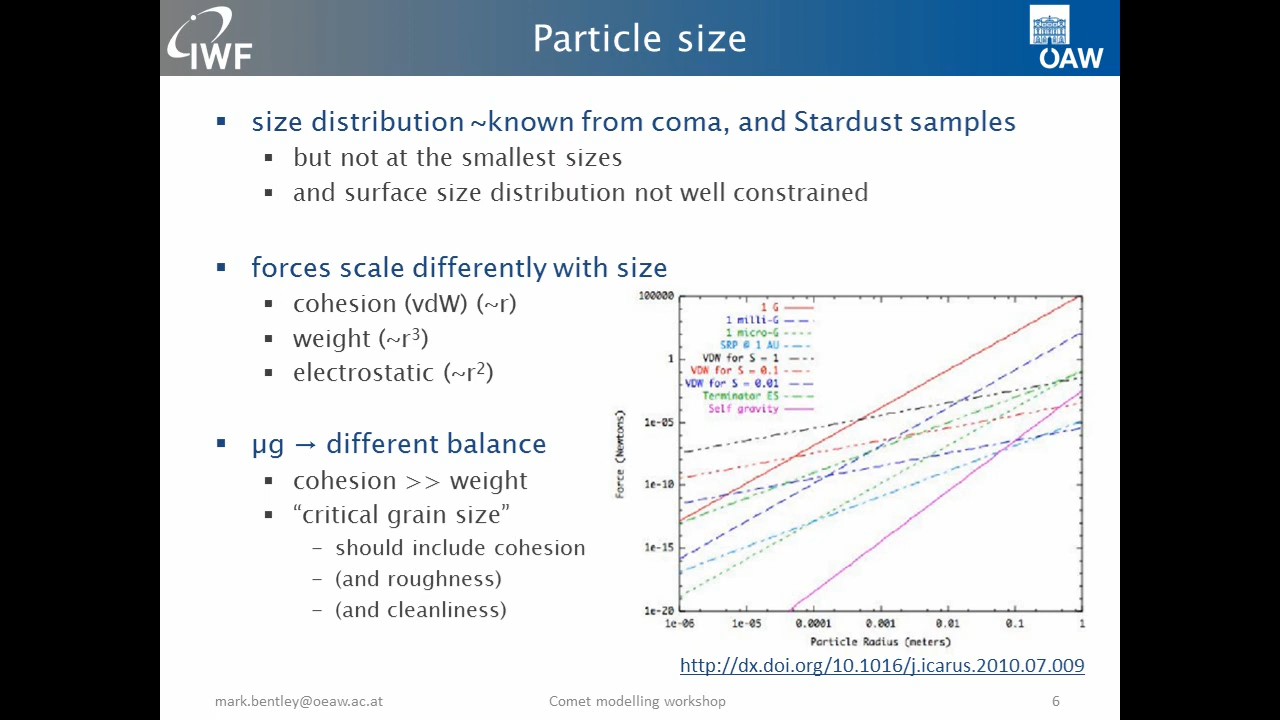 IWF
Particle size
ÖAW
▪ size distribution ~known from coma, and Stardust samples
▪ but not at the smallest sizes
▪ and surface size distribution not well constrained
▪ forces scale differently with size
▪ cohesion (vdW) (~r)
▪ weight (~r³)
▪ electrostatic (~r²)
▪ µg → different balance
▪ cohesion >> weight
▪ “critical grain size”
– should include cohesion
– (and roughness)
– (and cleanliness)
100000
1
1e-05
1e-10
1e-15
1e-20
Force (Newtons)
1 G
1 milli-G
1 micro-G
SRP @ 1 AU
VDW for S = 1
VDW for S = 0.1
VDW for S = 0.01
Terminator ES
Self gravity
1e-06 1e-05 0.0001 0.001 0.01 0.1 1
Particle Radius (meters)
http://dx.doi.org/10.1016/j.icarus.2010.07.009
mark.bentley@oeaw.ac.at Comet modelling workshop 6